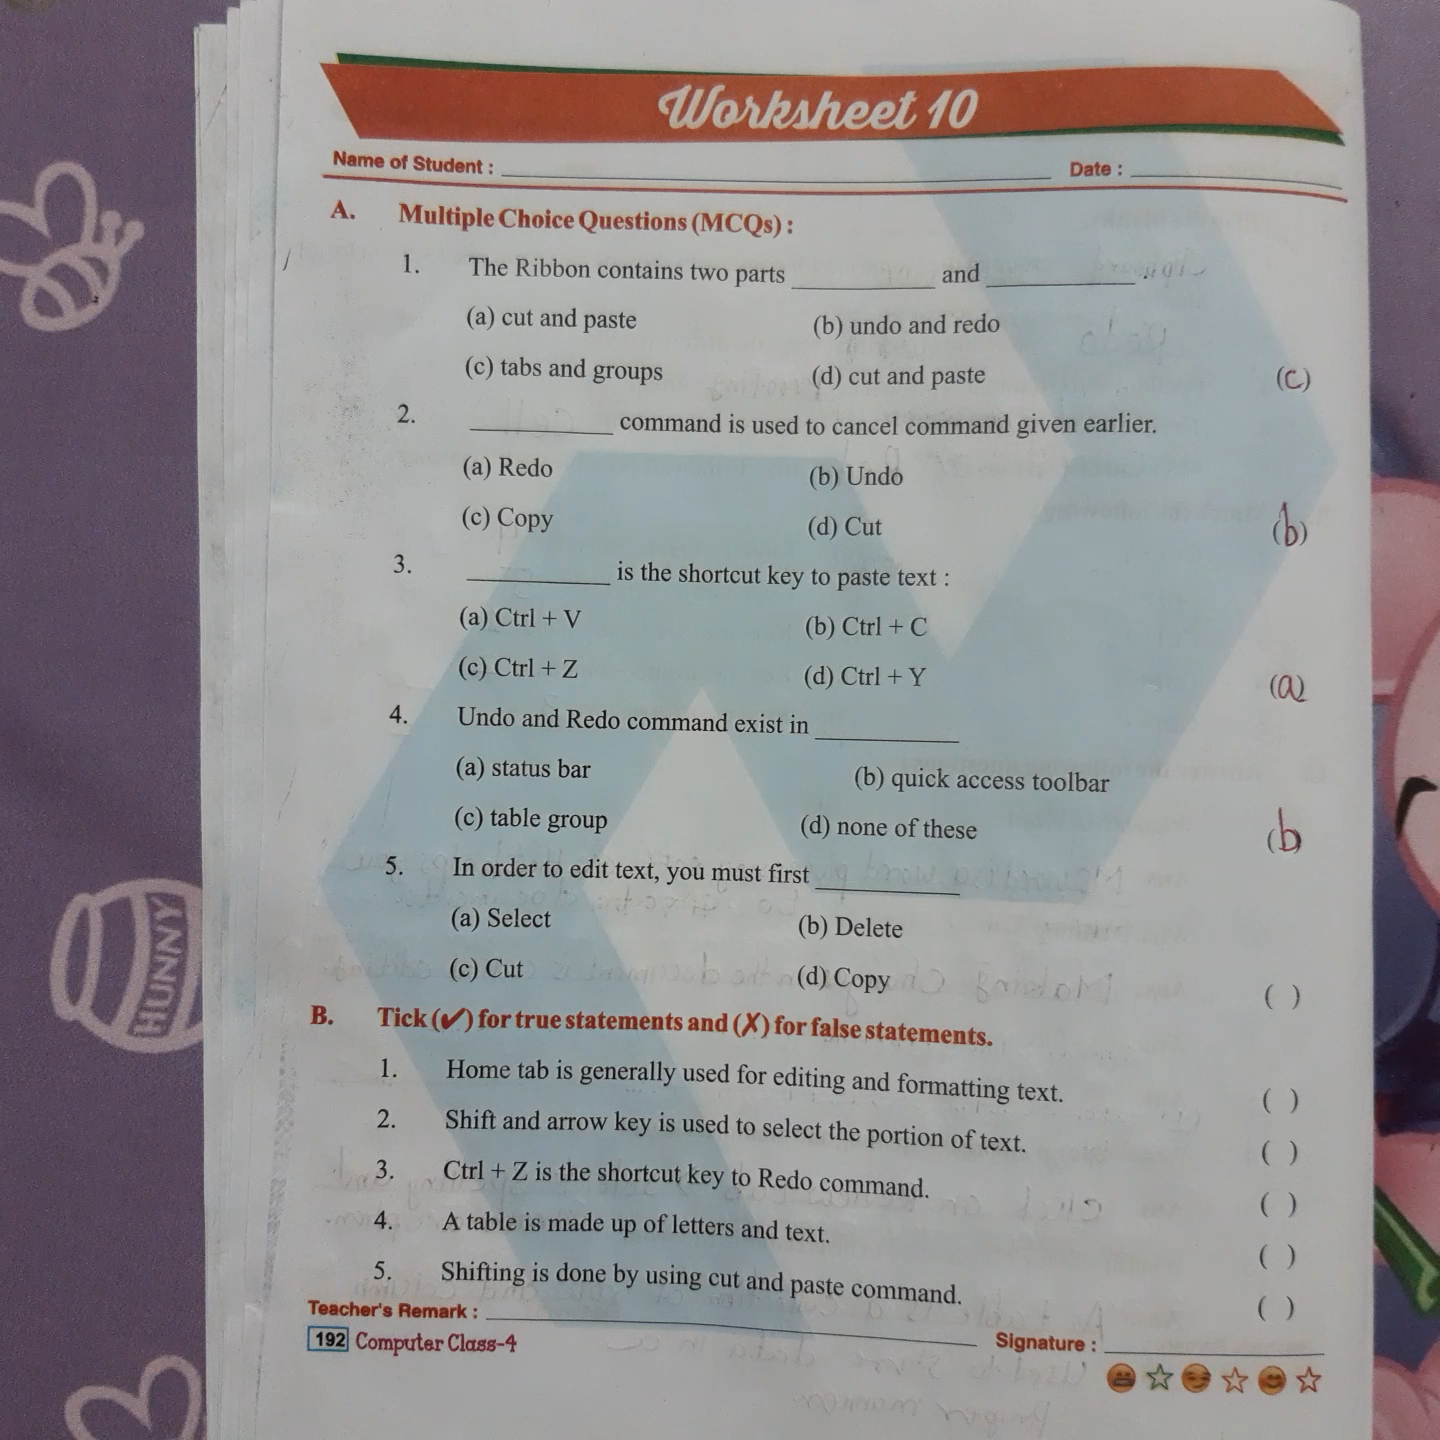 Worksheet 10
Name of Student : Date :
A. Multiple Choice Questions (MCQs) :
1. The Ribbon contains two parts ____________ and ____________ .
(a) cut and paste (b) undo and redo
(c) tabs and groups (d) cut and paste (c)
2. ____________ command is used to cancel command given earlier.
(a) Redo (b) Undo
(c) Copy (d) Cut (b)
3. ____________ is the shortcut key to paste text :
(a) Ctrl + V (b) Ctrl + C
(c) Ctrl + Z (d) Ctrl + Y (a)
4. Undo and Redo command exist in ____________
(a) status bar (b) quick access toolbar
(c) table group (d) none of these (b)
5. In order to edit text, you must first ____________
(a) Select (b) Delete
(c) Cut (d) Copy ( )
B. Tick (✔) for true statements and (✗) for false statements.
1. Home tab is generally used for editing and formatting text. ( )
2. Shift and arrow key is used to select the portion of text. ( )
3. Ctrl + Z is the shortcut key to Redo command. ( )
4. A table is made up of letters and text. ( )
5. Shifting is done by using cut and paste command. ( )
Teacher's Remark : Signature :
192 Computer Class-4
HUNNY